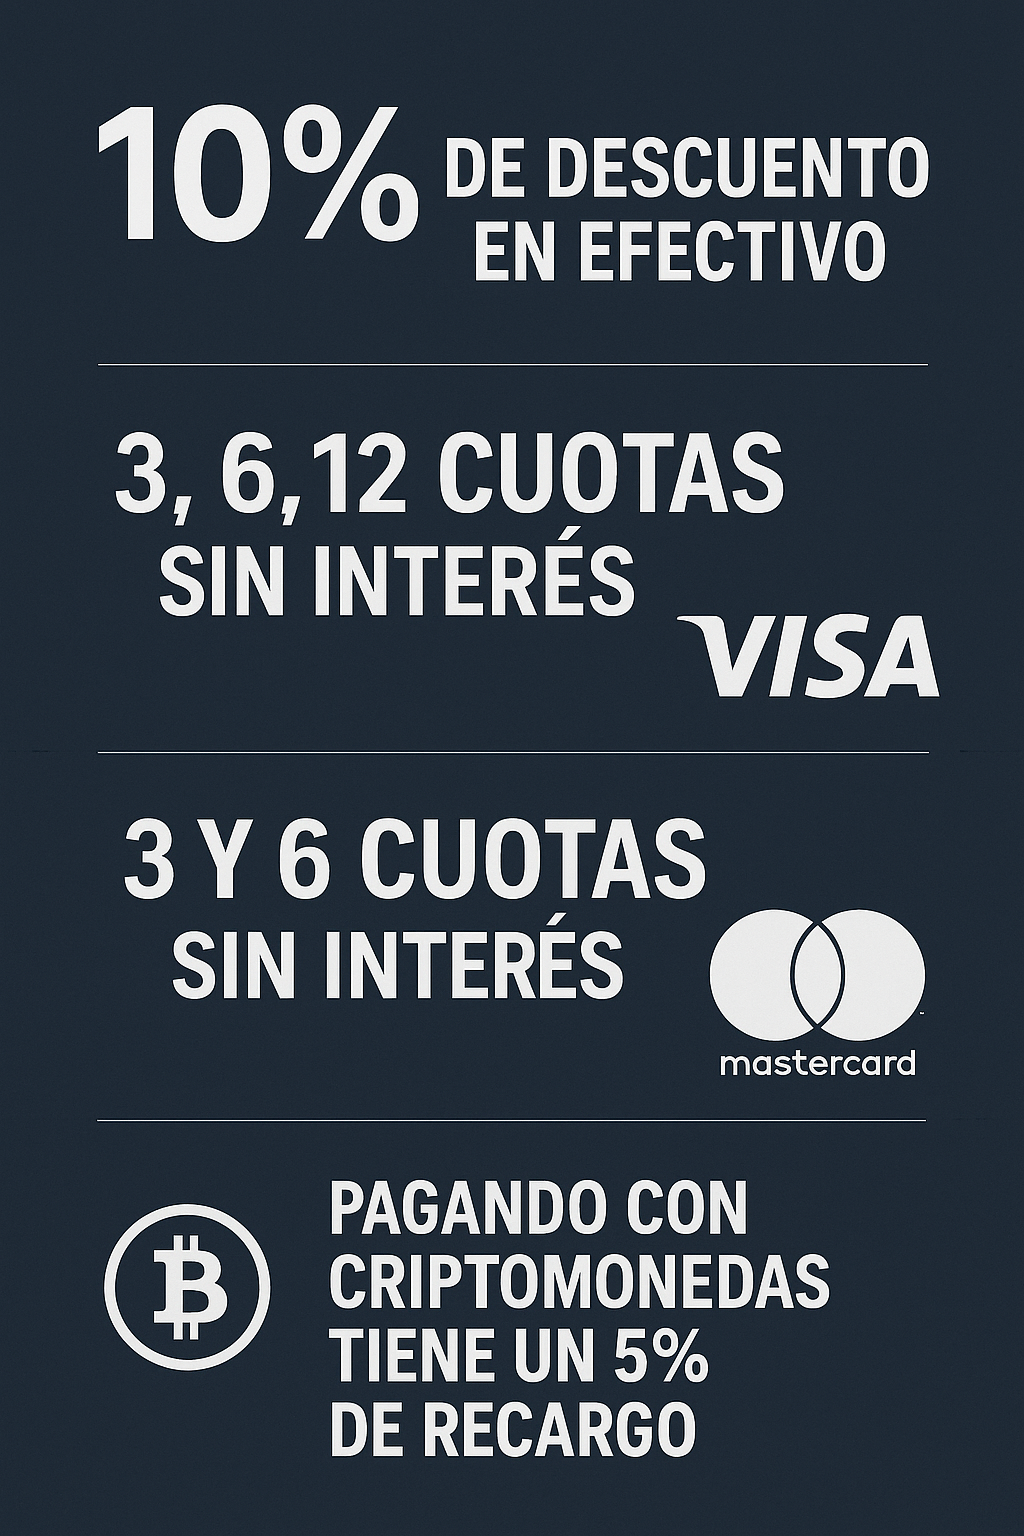 10% DE DESCUENTO
EN EFECTIVO
3, 6, 12 CUOTAS
SIN INTERÉS
VISA
3 Y 6 CUOTAS
SIN INTERÉS
mastercard
PAGANDO CON
CRIPTOMONEDAS
TIENE UN 5%
DE RECARGO